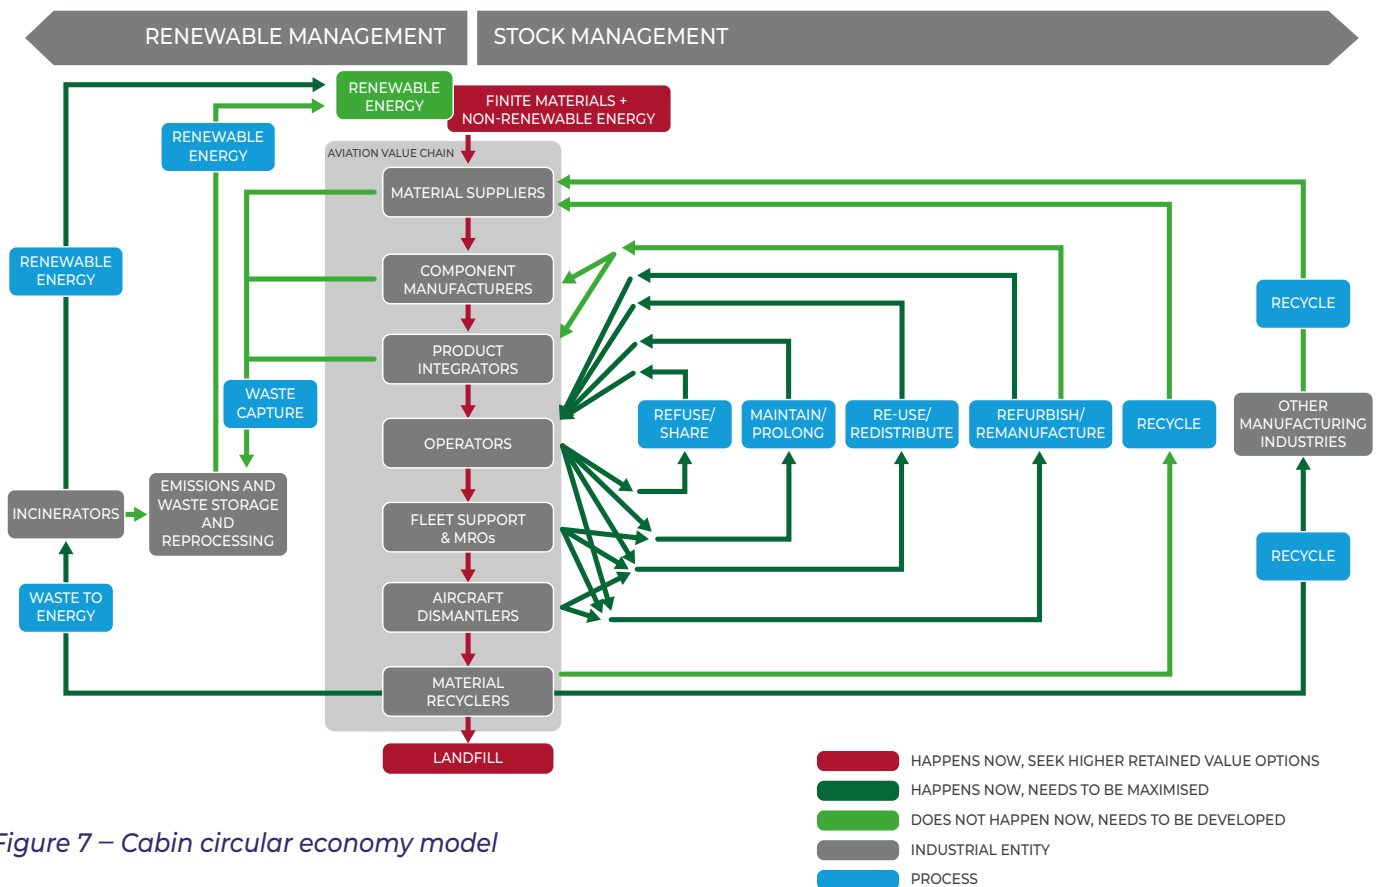 RENEWABLE MANAGEMENT
STOCK MANAGEMENT
RENEWABLE
ENERGY
FINITE MATERIALS +
NON-RENEWABLE ENERGY
RENEWABLE
ENERGY
AVIATION VALUE CHAIN
MATERIAL SUPPLIERS
RENEWABLE
ENERGY
COMPONENT
MANUFACTURERS
RECYCLE
PRODUCT
INTEGRATORS
WASTE
CAPTURE
OPERATORS
REFUSE/
SHARE
MAINTAIN/
PROLONG
RE-USE/
REDISTRIBUTE
REFURBISH/
REMANUFACTURE
RECYCLE
OTHER
MANUFACTURING
INDUSTRIES
INCINERATORS
EMISSIONS AND
WASTE STORAGE
AND
REPROCESSING
FLEET SUPPORT
& MROs
RECYCLE
WASTE TO
ENERGY
AIRCRAFT
DISMANTLERS
MATERIAL
RECYCLERS
LANDFILL
HAPPENS NOW, SEEK HIGHER RETAINED VALUE OPTIONS
HAPPENS NOW, NEEDS TO BE MAXIMISED
DOES NOT HAPPEN NOW, NEEDS TO BE DEVELOPED
INDUSTRIAL ENTITY
PROCESS
Figure 7 – Cabin circular economy model